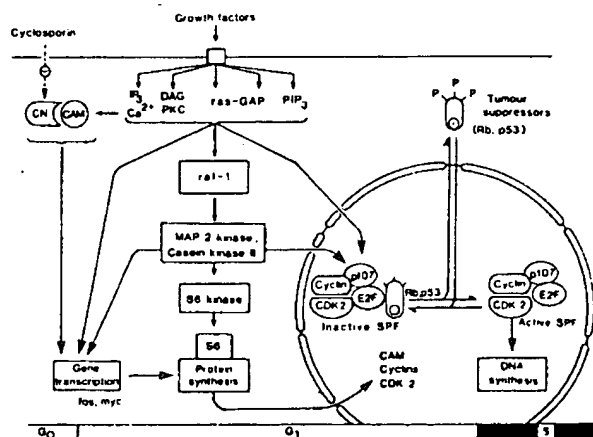 Growth factors
Cyclosporin
IP3
Ca2+
DAG
PKC
ras-GAP
PIP3
CN
CAM
P
P
P
Tumour
suppressors
(Rb, p53)
raf-1
MAP 2 kinase,
Casein kinase II
S6 kinase
S6
Protein
synthesis
Gene
transcription
fos, myc
Cyclin
p107
CDK 2
E2F
Rb,p53
Inactive SPF
Cyclin
p107
CDK 2
E2F
Active SPF
CAM
Cyclins
CDK 2
DNA
synthesis
G0
G1
S